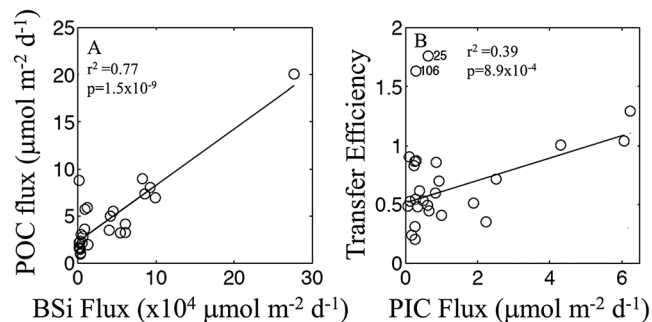 A
r² =0.77
p=1.5x10⁻⁹
POC flux (μmol m⁻² d⁻¹)
25
20
15
10
5
0
0 10 20 30
BSi Flux (x10⁴ μmol m⁻² d⁻¹)
B
25
106
r² =0.39
p=8.9x10⁻⁴
Transfer Efficiency
2
1.5
1
0.5
0
0 2 4 6
PIC Flux (μmol m⁻² d⁻¹)